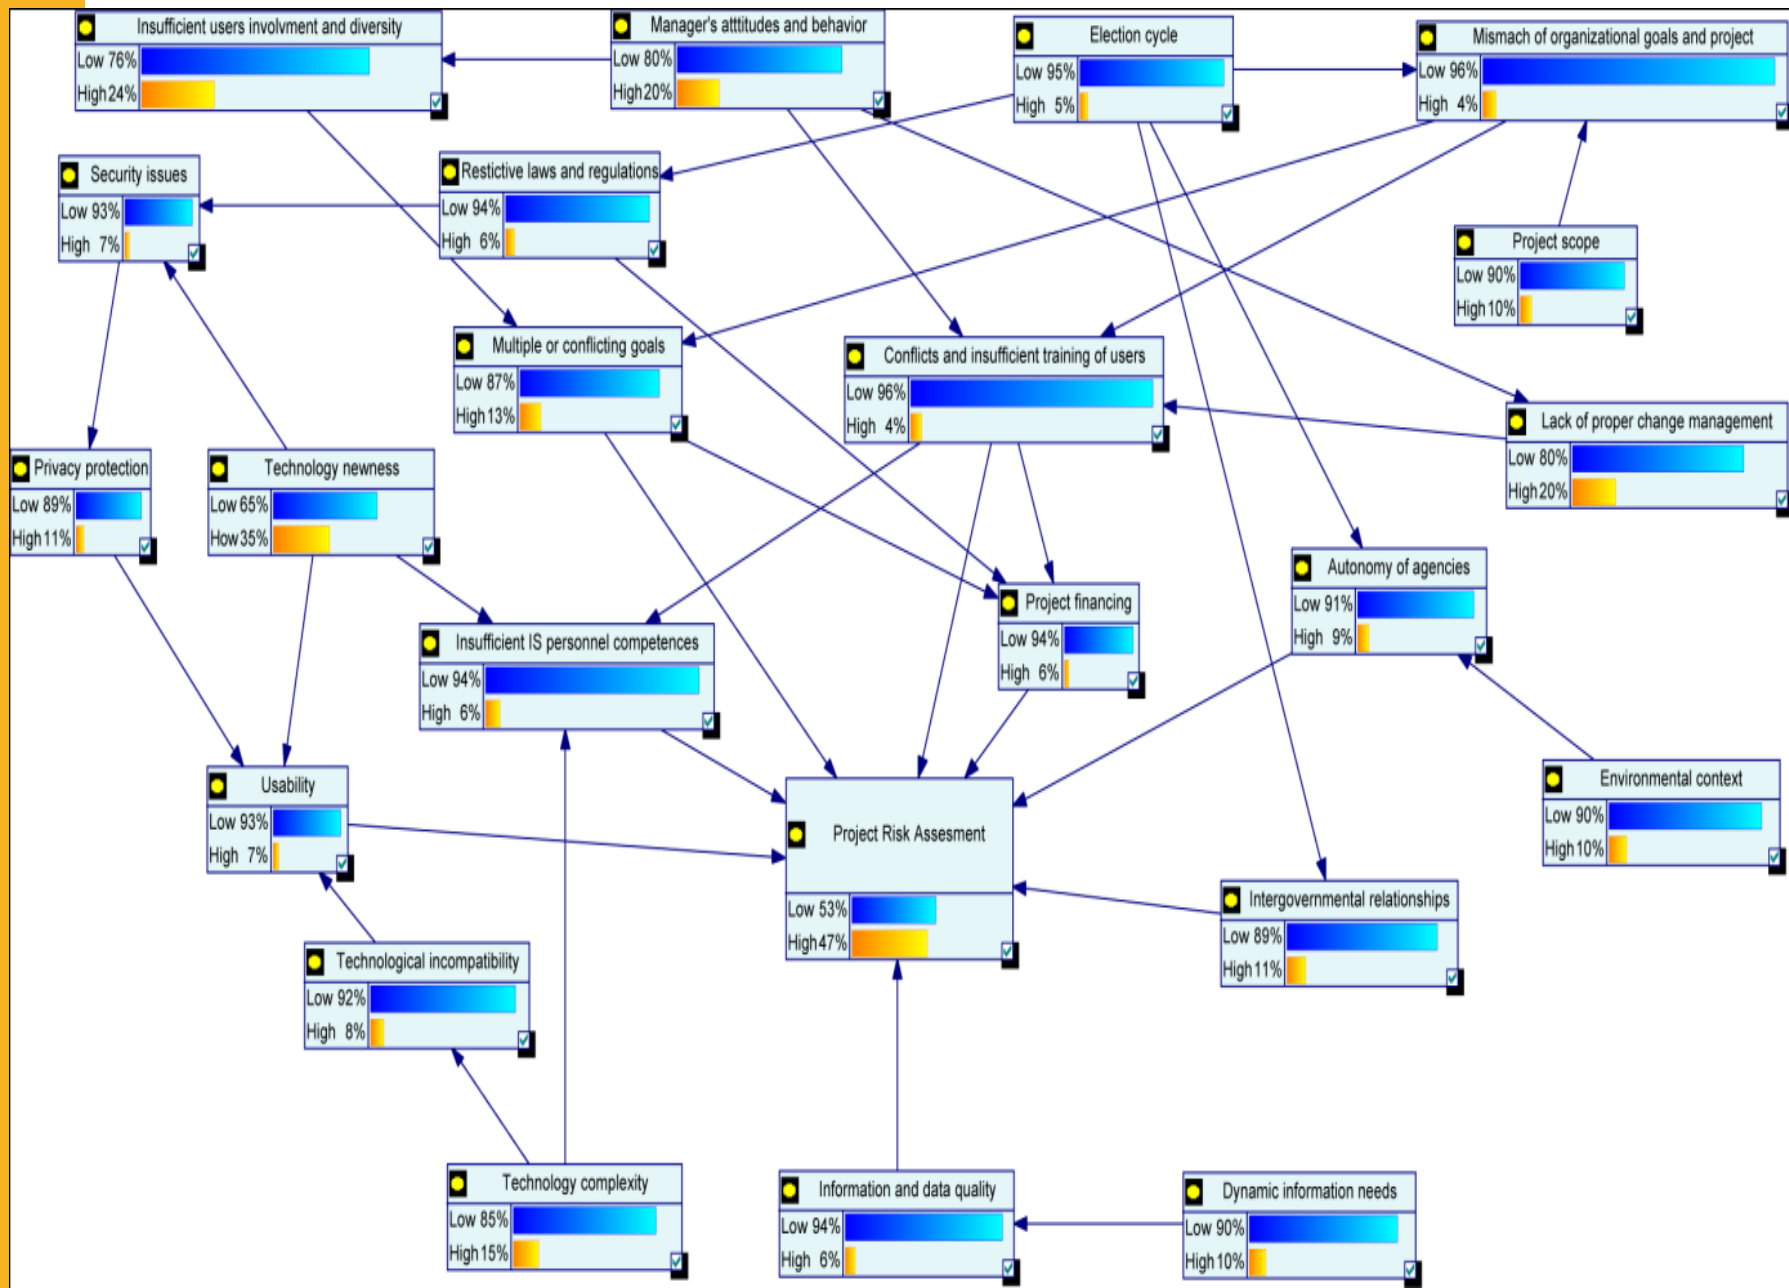 Insufficient users involvment and diversity
Low 76%
High 24%
Manager's atttitudes and behavior
Low 80%
High 20%
Election cycle
Low 95%
High 5%
Mismach of organizational goals and project
Low 96%
High 4%
Security issues
Low 93%
High 7%
Restictive laws and regulations
Low 94%
High 6%
Project scope
Low 90%
High 10%
Multiple or conflicting goals
Low 87%
High 13%
Conflicts and insufficient training of users
Low 96%
High 4%
Lack of proper change management
Low 80%
High 20%
Privacy protection
Low 89%
High 11%
Technology newness
Low 65%
How 35%
Autonomy of agencies
Low 91%
High 9%
Project financing
Low 94%
High 6%
Insufficient IS personnel competences
Low 94%
High 6%
Usability
Low 93%
High 7%
Project Risk Assesment
Low 53%
High 47%
Environmental context
Low 90%
High 10%
Intergovernmental relationships
Low 89%
High 11%
Technological incompatibility
Low 92%
High 8%
Technology complexity
Low 85%
High 15%
Information and data quality
Low 94%
High 6%
Dynamic information needs
Low 90%
High 10%